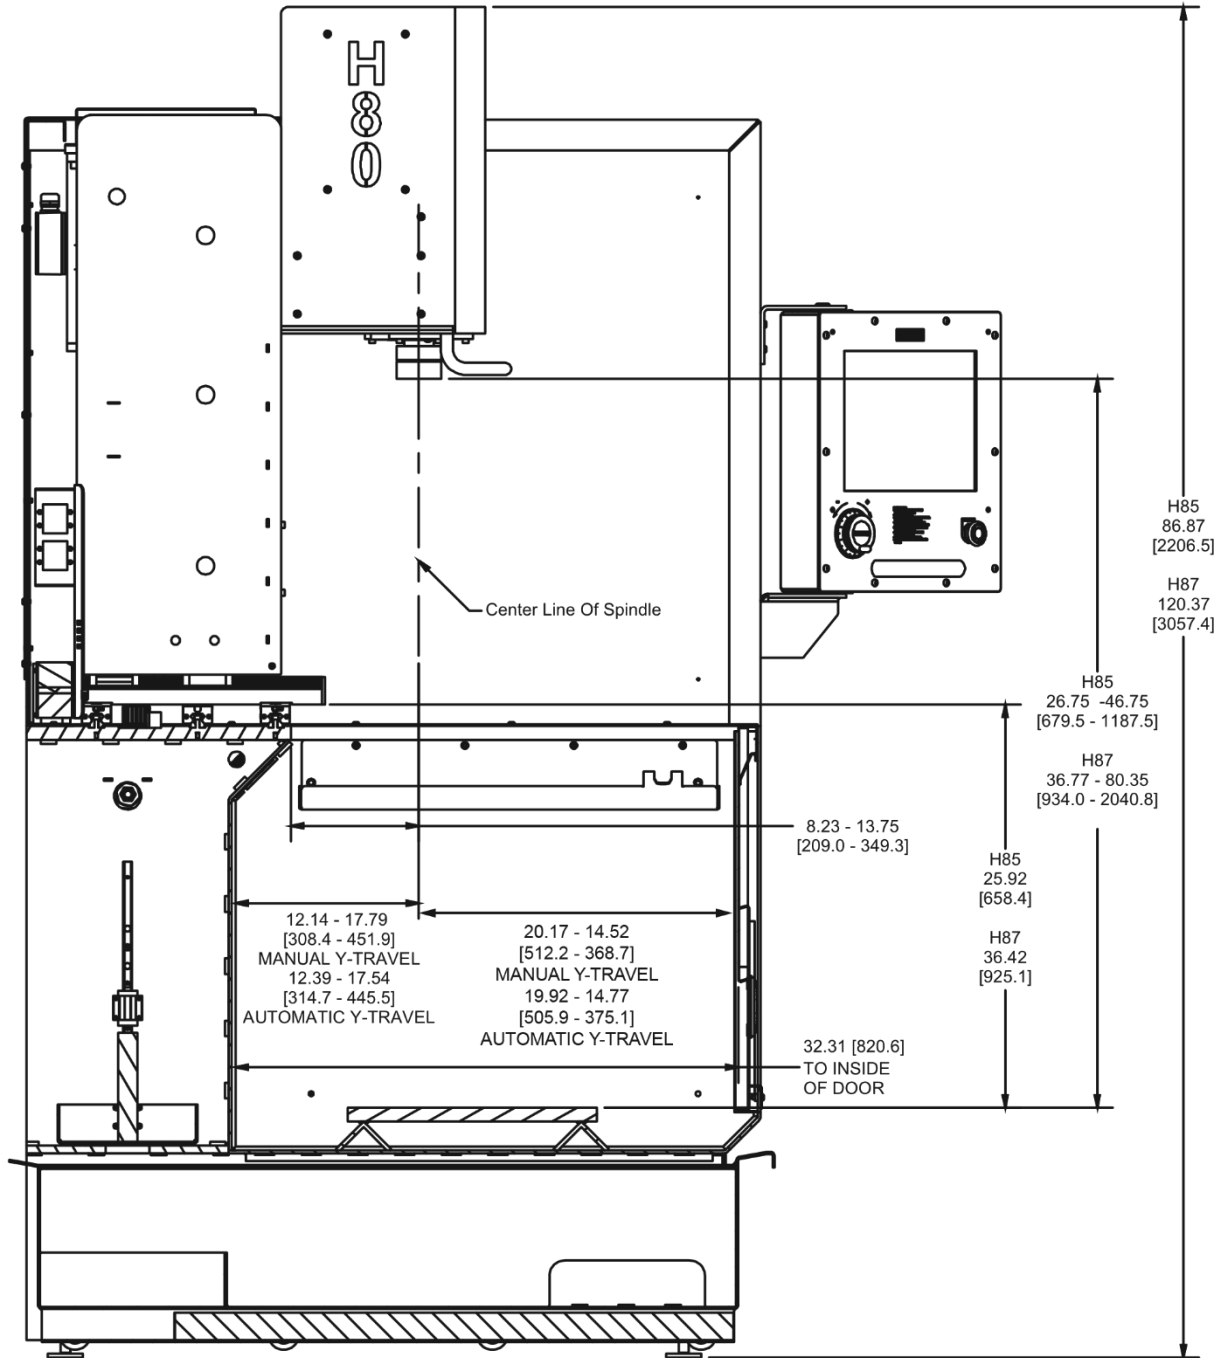 H
8
0
Center Line Of Spindle
H85
86.87
[2206.5]
H87
120.37
[3057.4]
H85
26.75 -46.75
[679.5 - 1187.5]
H87
36.77 - 80.35
[934.0 - 2040.8]
8.23 - 13.75
[209.0 - 349.3]
H85
25.92
[658.4]
H87
36.42
[925.1]
12.14 - 17.79
[308.4 - 451.9]
MANUAL Y-TRAVEL
12.39 - 17.54
[314.7 - 445.5]
AUTOMATIC Y-TRAVEL
20.17 - 14.52
[512.2 - 368.7]
MANUAL Y-TRAVEL
19.92 - 14.77
[505.9 - 375.1]
AUTOMATIC Y-TRAVEL
32.31 [820.6]
TO INSIDE
OF DOOR